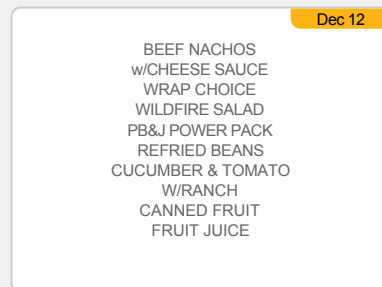 Dec 12
BEEF NACHOS
w/CHEESE SAUCE
WRAP CHOICE
WILDFIRE SALAD
PB&J POWER PACK
REFRIED BEANS
CUCUMBER & TOMATO
W/RANCH
CANNED FRUIT
FRUIT JUICE